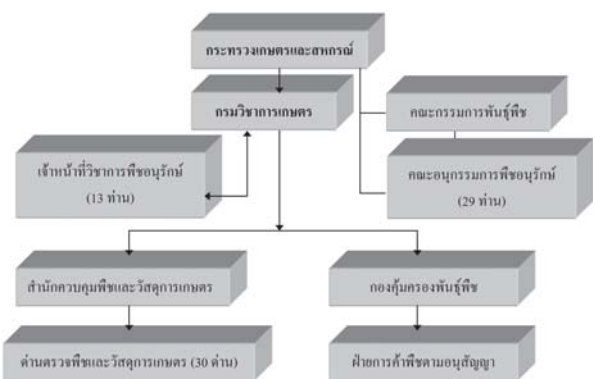 กระทรวงเกษตรและสหกรณ์
กรมวิชาการเกษตร
คณะกรรมการพันธุ์พืช
เจ้าหน้าที่วิชาการพืชอนุรักษ์
(13 ท่าน)
คณะอนุกรรมการพืชอนุรักษ์
(29 ท่าน)
สำนักควบคุมพืชและวัสดุการเกษตร
กองคุ้มครองพันธุ์พืช
ด่านตรวจพืชและวัสดุการเกษตร (30 ด่าน)
ฝ่ายการค้าพืชตามอนุสัญญา